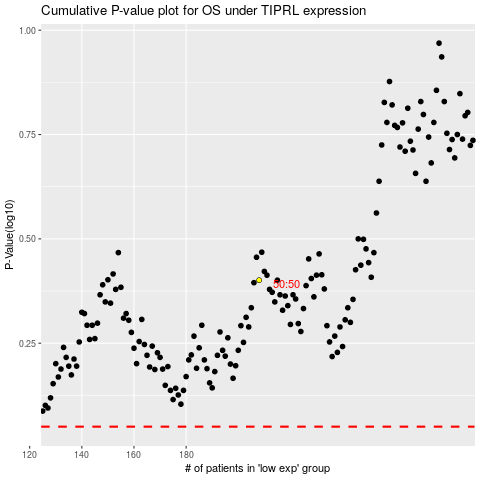 Cumulative P-value plot for OS under TIPRL expression
P-Value(log10)
1.00
0.75
0.50
0.25
50:50
120 140 160 180
# of patients in 'low exp' group